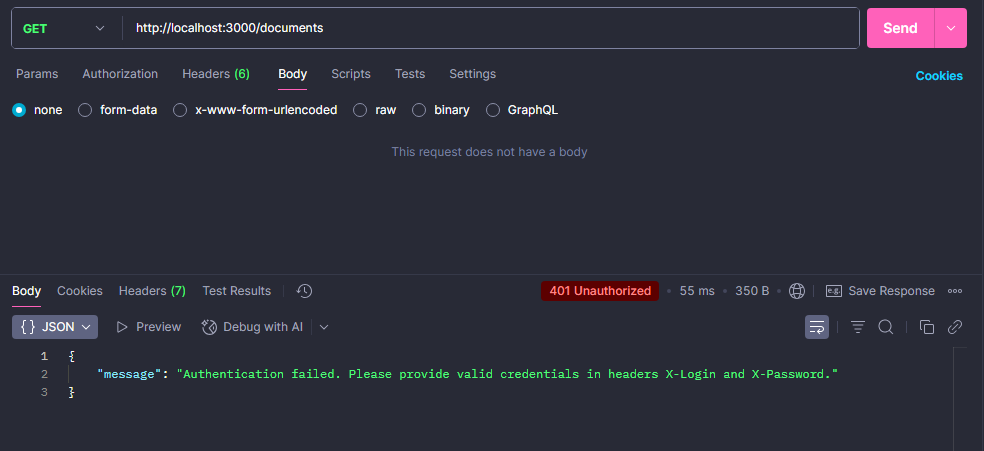 GET http://localhost:3000/documents Send
Params Authorization Headers (6) Body Scripts Tests Settings Cookies
none form-data x-www-form-urlencoded raw binary GraphQL
This request does not have a body
Body Cookies Headers (7) Test Results 401 Unauthorized • 55 ms • 350 B Save Response
{} JSON Preview Debug with AI
1 {
2 "message": "Authentication failed. Please provide valid credentials in headers X-Login and X-Password."
3 }